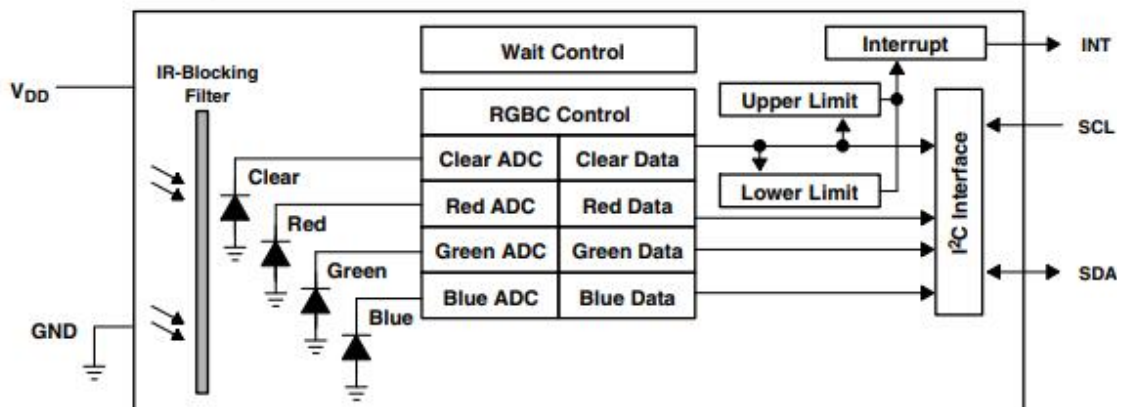 Wait Control
Interrupt
INT
V_DD
IR-Blocking
Filter
RGBC Control
Upper Limit
SCL
Clear
Clear ADC
Clear Data
Lower Limit
Red
Red ADC
Red Data
Green
Green ADC
Green Data
Blue
Blue ADC
Blue Data
I²C Interface
SDA
GND